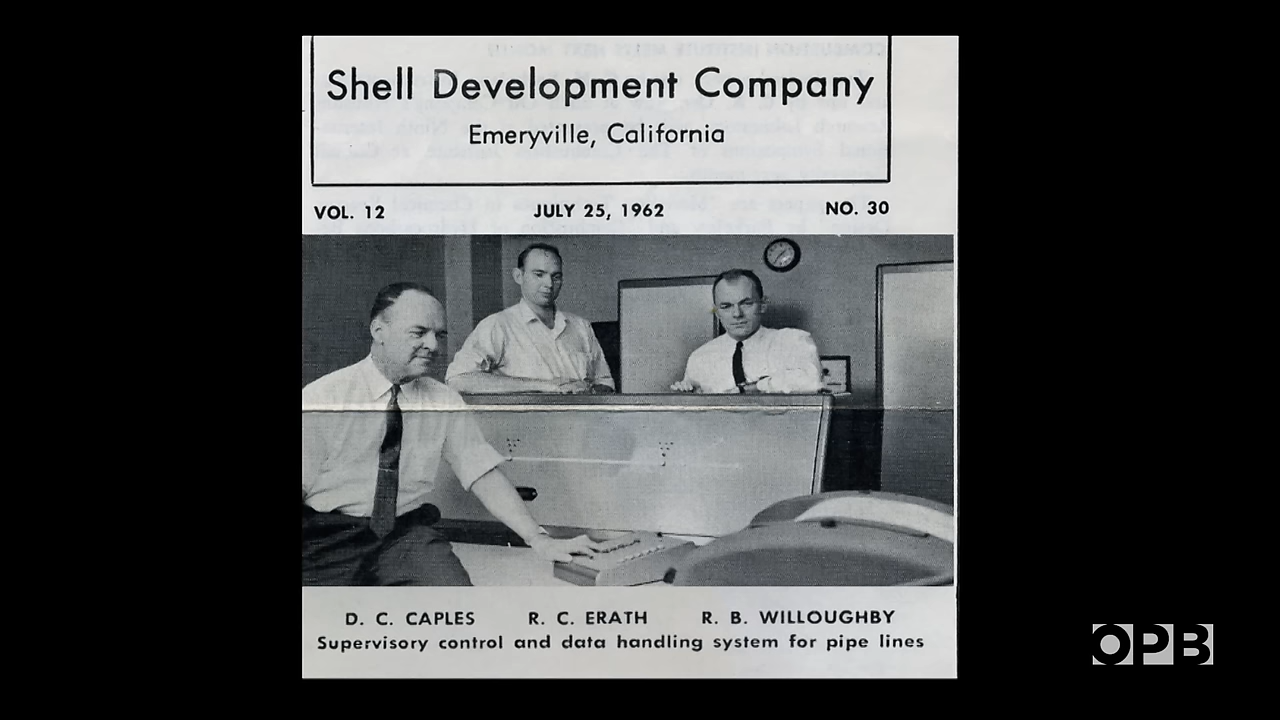 Shell Development Company
Emeryville, California
VOL. 12 JULY 25, 1962 NO. 30
D. C. CAPLES R. C. ERATH R. B. WILLOUGHBY
Supervisory control and data handling system for pipe lines
OPB